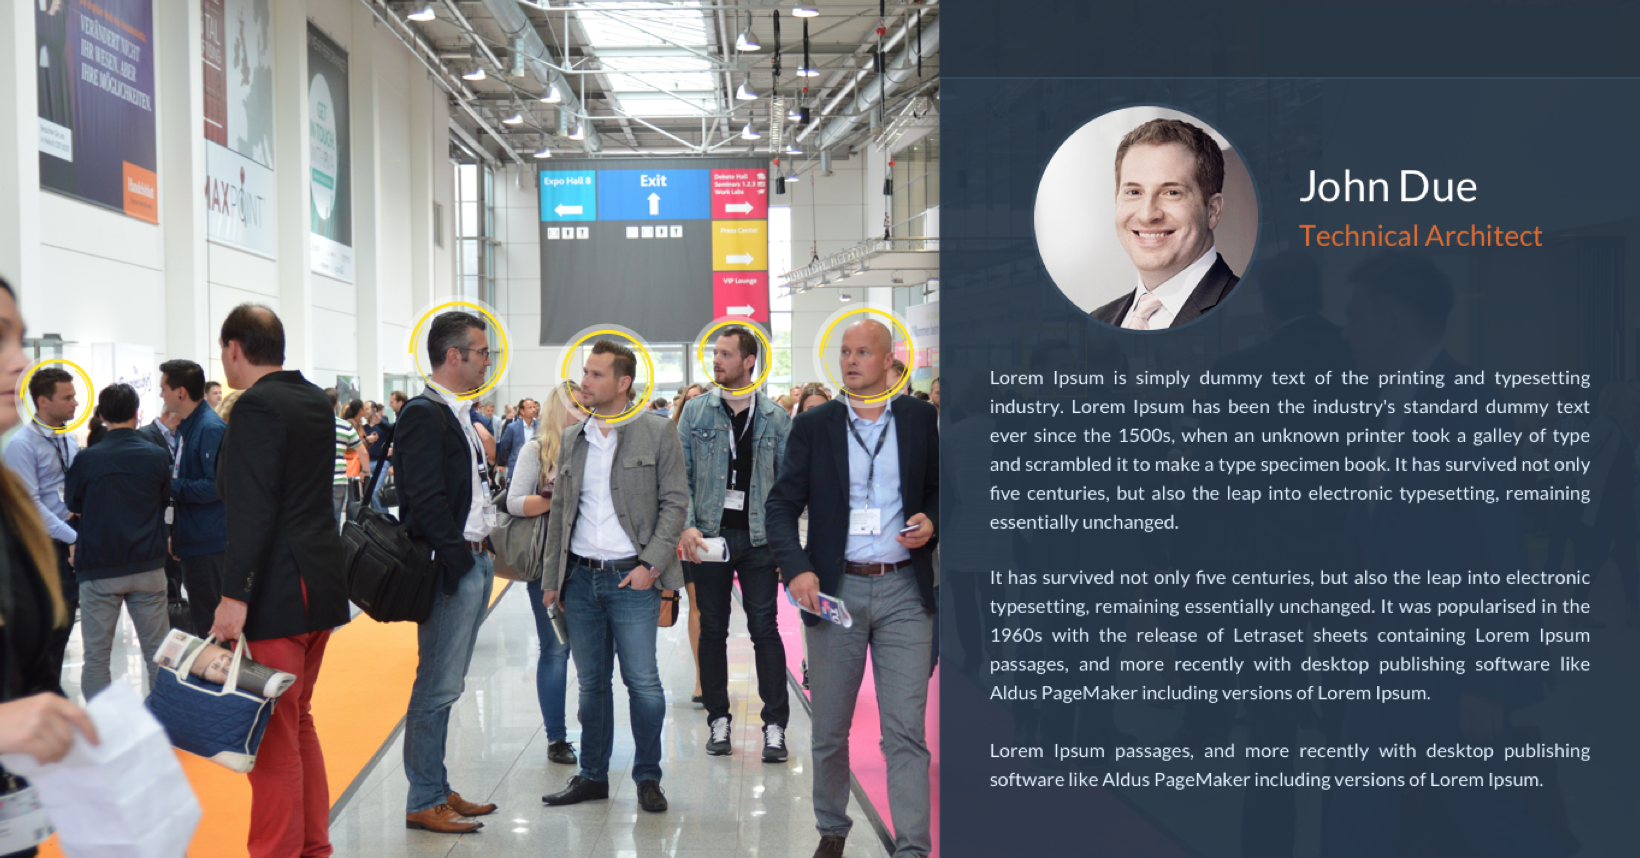 VERÄNDERT NICHT
IHR WESEN. ABER
IHRE MÖGLICHKEITEN.
GET
IN TOUCH
MAXPOINT
Expo Hall 8
Exit
Debate Hall
Seminars 1,2,3
Work Labs
Press Center
VIP Lounge
John Due
Technical Architect
Lorem Ipsum is simply dummy text of the printing and typesetting
industry. Lorem Ipsum has been the industry's standard dummy text
ever since the 1500s, when an unknown printer took a galley of type
and scrambled it to make a type specimen book. It has survived not only
five centuries, but also the leap into electronic typesetting, remaining
essentially unchanged.
It has survived not only five centuries, but also the leap into electronic
typesetting, remaining essentially unchanged. It was popularised in the
1960s with the release of Letraset sheets containing Lorem Ipsum
passages, and more recently with desktop publishing software like
Aldus PageMaker including versions of Lorem Ipsum.
Lorem Ipsum passages, and more recently with desktop publishing
software like Aldus PageMaker including versions of Lorem Ipsum.